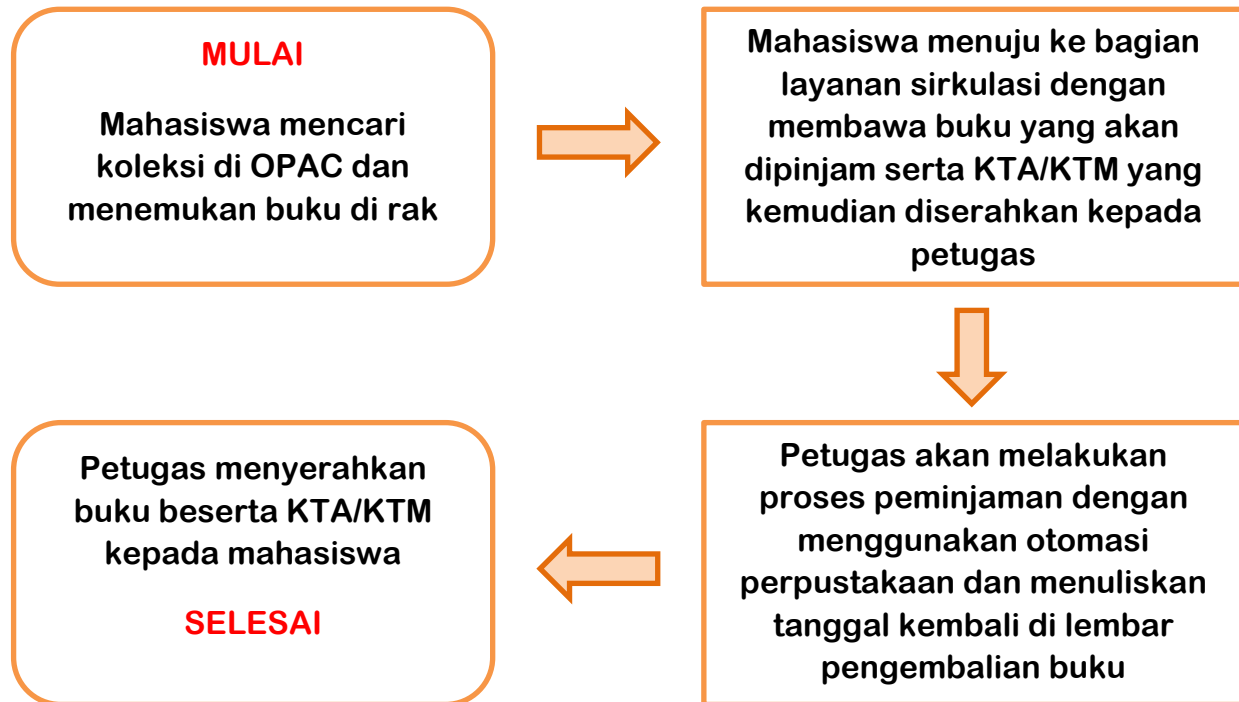 MULAI
Mahasiswa mencari
koleksi di OPAC dan
menemukan buku di rak
Mahasiswa menuju ke bagian
layanan sirkulasi dengan
membawa buku yang akan
dipinjam serta KTA/KTM yang
kemudian diserahkan kepada
petugas
Petugas akan melakukan
proses peminjaman dengan
menggunakan otomasi
perpustakaan dan menuliskan
tanggal kembali di lembar
pengembalian buku
Petugas menyerahkan
buku beserta KTA/KTM
kepada mahasiswa
SELESAI